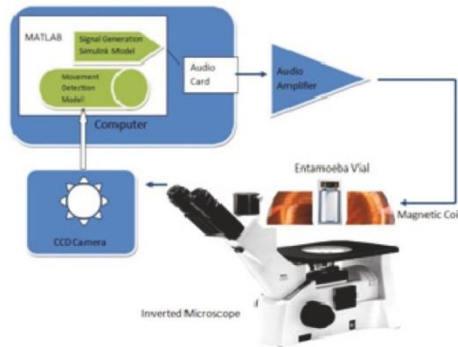 MATLAB
Signal Generation
Simulink Model
Movement
Detection
Model
Computer
Audio
Card
Audio
Amplifier
Entamoeba Vial
Magnetic Coi
CCD Camera
Inverted Microscope